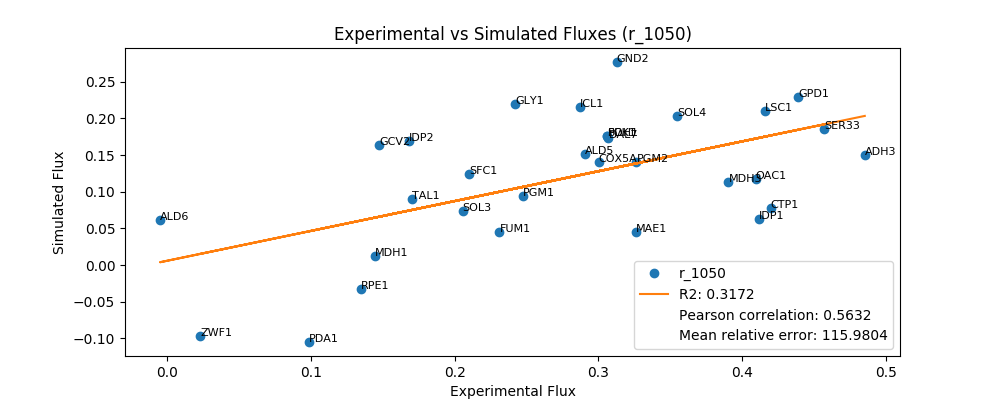 Experimental vs Simulated Fluxes (r_1050)
Simulated Flux
0.25
0.20
0.15
0.10
0.05
0.00
−0.05
−0.10
GND2
GPD1
GLY1
ICL1
LSC1
SOL4
SER33
GCV2
IDP2
ALD5
COX5A
PGM2
ADH3
SFC1
MDH3
OAC1
TAL1
PGM1
SOL3
CTP1
ALD6
IDP1
FUM1
MAE1
MDH1
RPE1
ZWF1
PDA1
r_1050
R2: 0.3172
Pearson correlation: 0.5632
Mean relative error: 115.9804
0.0 0.1 0.2 0.3 0.4 0.5
Experimental Flux